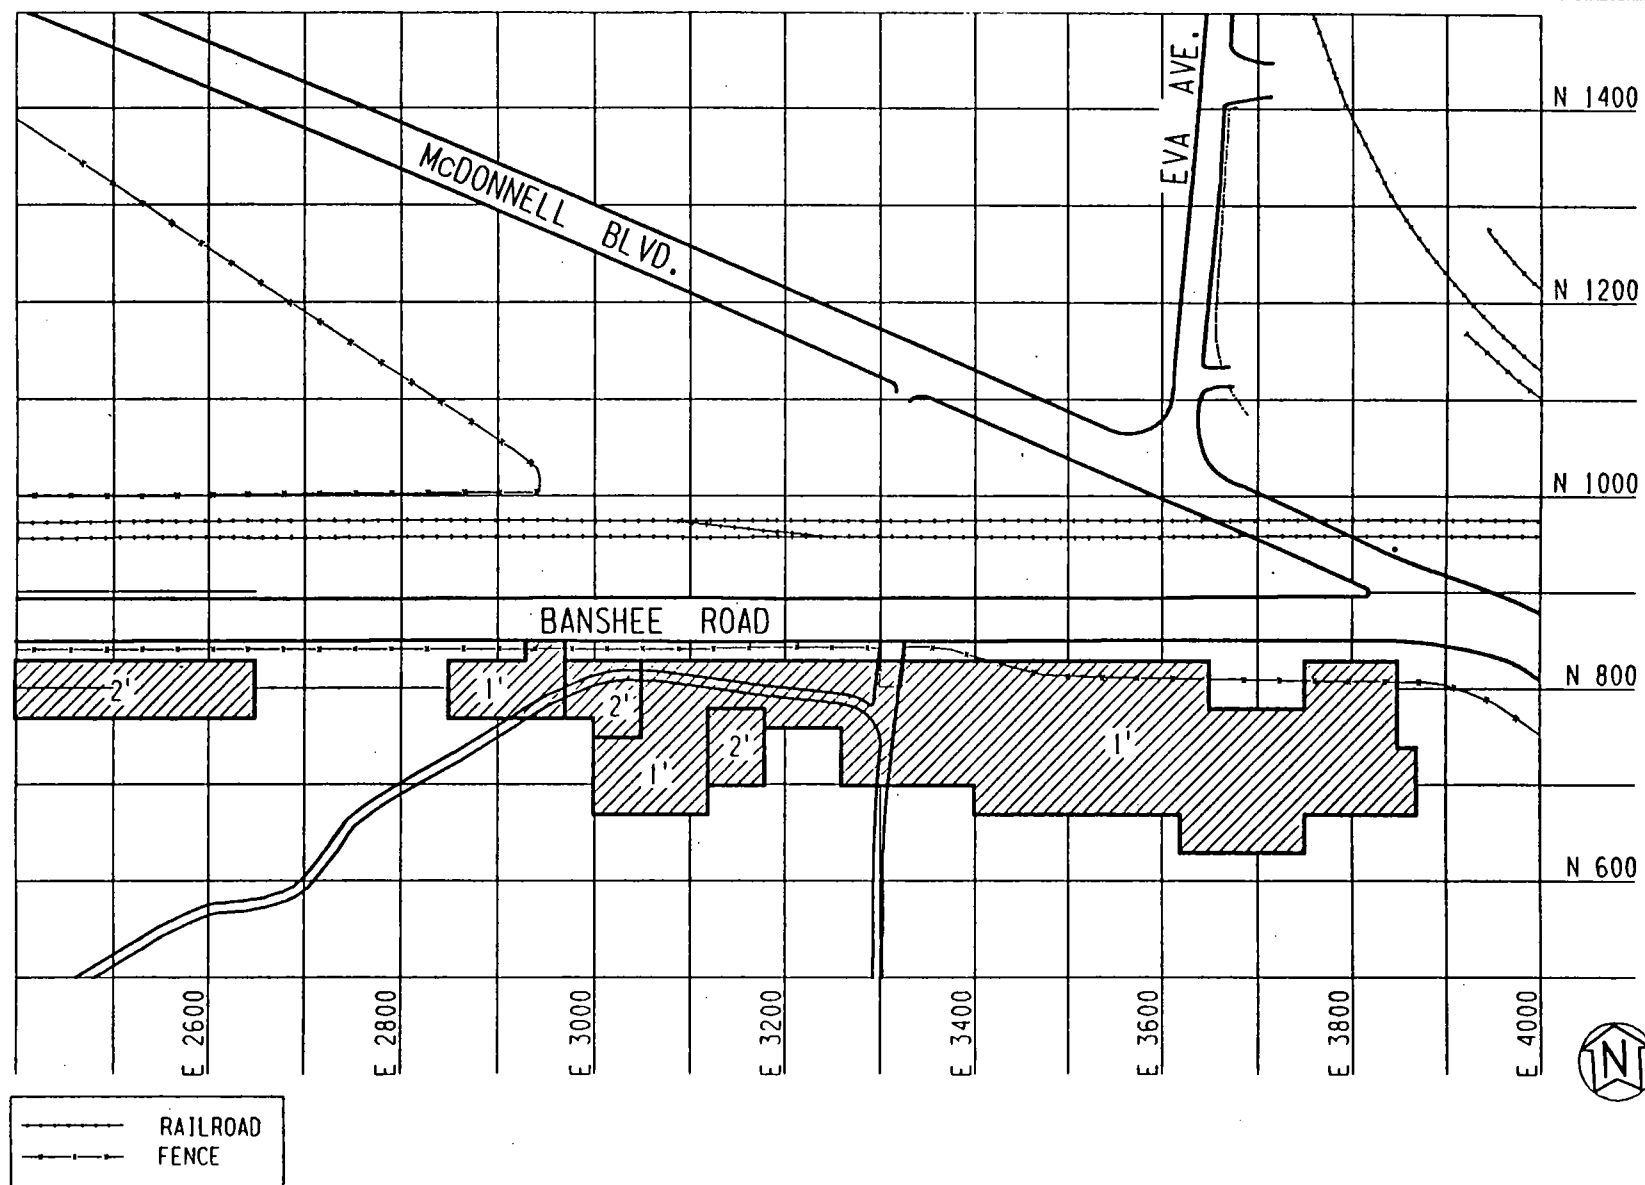 EVA AVE.
N 1400
McDONNELL BLVD.
N 1200
N 1000
BANSHEE ROAD
N 800
2'
1'
2'
1'
2'
1'
N 600
E 2600
E 2800
E 3000
E 3200
E 3400
E 3600
E 3800
E 4000
N
RAILROAD
FENCE